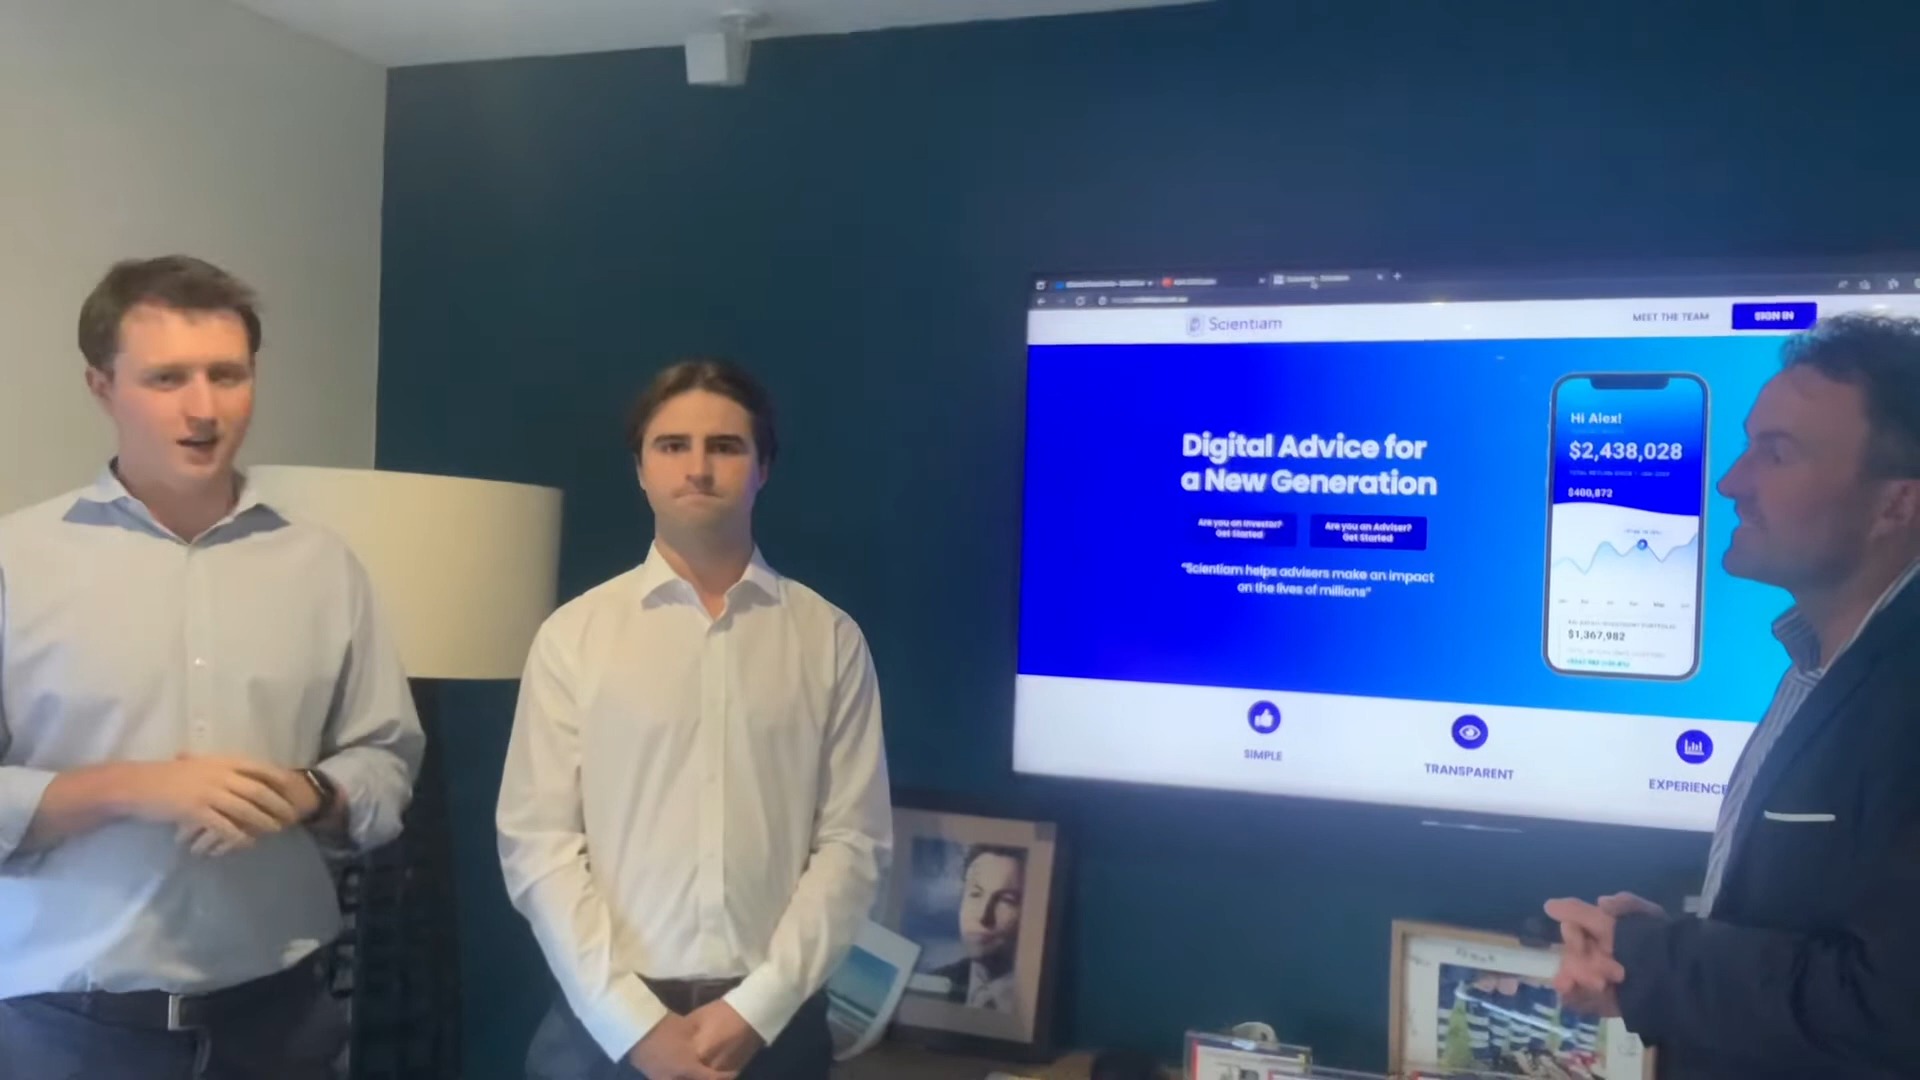 Scientiam
MEET THE TEAM
SIGN IN
Digital Advice for
a New Generation
Are you an Investor?
Get Started
Are you an Adviser?
Get Started
"Scientiam helps advisers make an impact
on the lives of millions"
Hi Alex!
$2,438,028
$400,872
$1,367,982
SIMPLE
TRANSPARENT
EXPERIENCE